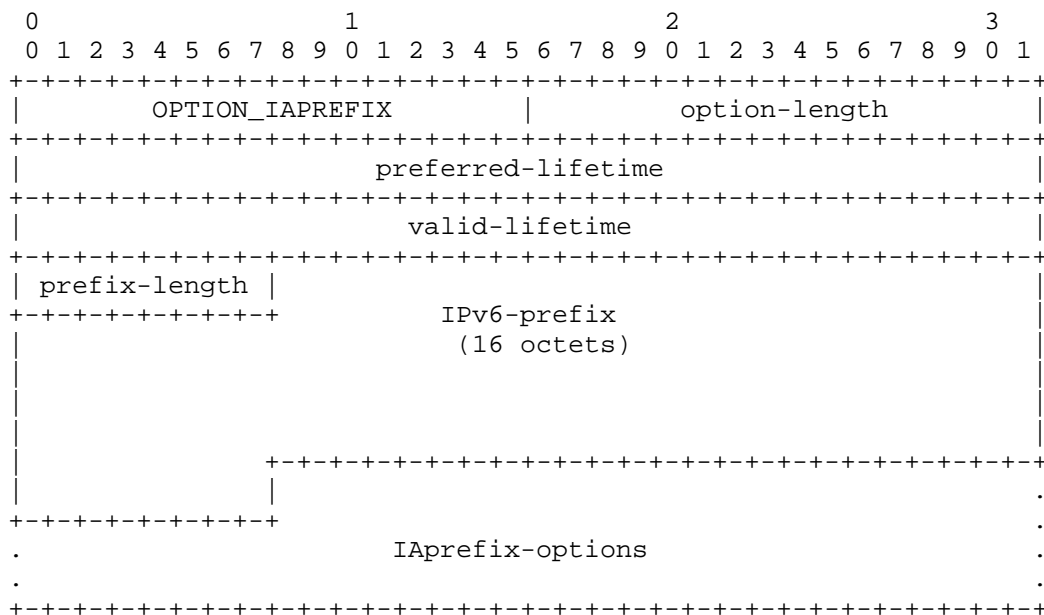 0                   1                   2                   3
0 1 2 3 4 5 6 7 8 9 0 1 2 3 4 5 6 7 8 9 0 1 2 3 4 5 6 7 8 9 0 1
OPTION_IAPREFIX option-length
preferred-lifetime
valid-lifetime
prefix-length
IPv6-prefix
(16 octets)
IAprefix-options